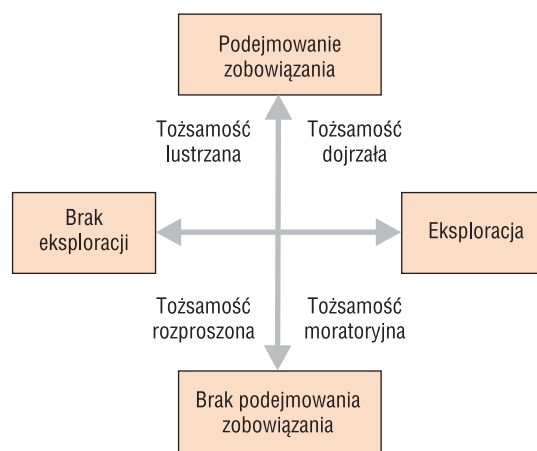 Podejmowanie
zobowiązania
Tożsamość
lustrzana
Tożsamość
dojrzała
Brak
eksploracji
Eksploracja
Tożsamość
rozproszona
Tożsamość
moratoryjna
Brak podejmowania
zobowiązania